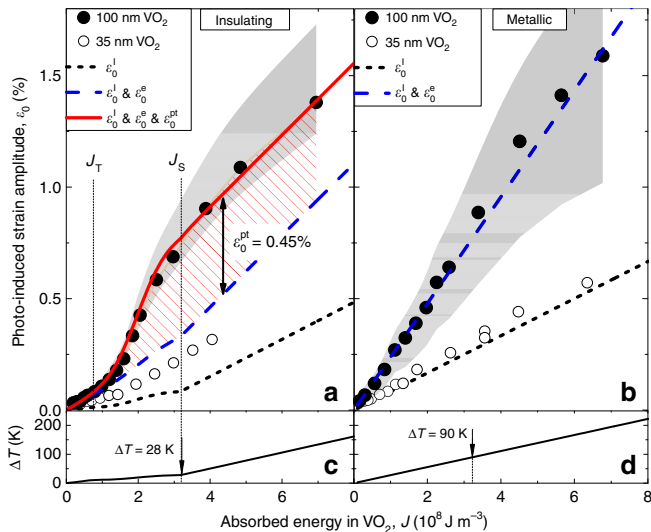 100 nm VO₂
35 nm VO₂
ε₀ˡ
ε₀ˡ & ε₀ᵉ
ε₀ˡ & ε₀ᵉ & ε₀ᵖᵗ
Insulating
100 nm VO₂
35 nm VO₂
ε₀ˡ
ε₀ˡ & ε₀ᵉ
Metallic
Photo-induced strain amplitude, ε₀ (%)
1.5
1.0
0.5
0.0
J_T
J_S
ε₀ᵖᵗ = 0.45%
a
b
ΔT (K)
200
100
0
ΔT = 28 K
c
ΔT = 90 K
d
0 2 4 6 0 2 4 6 8
Absorbed energy in VO₂, J (10⁸ J m⁻³)